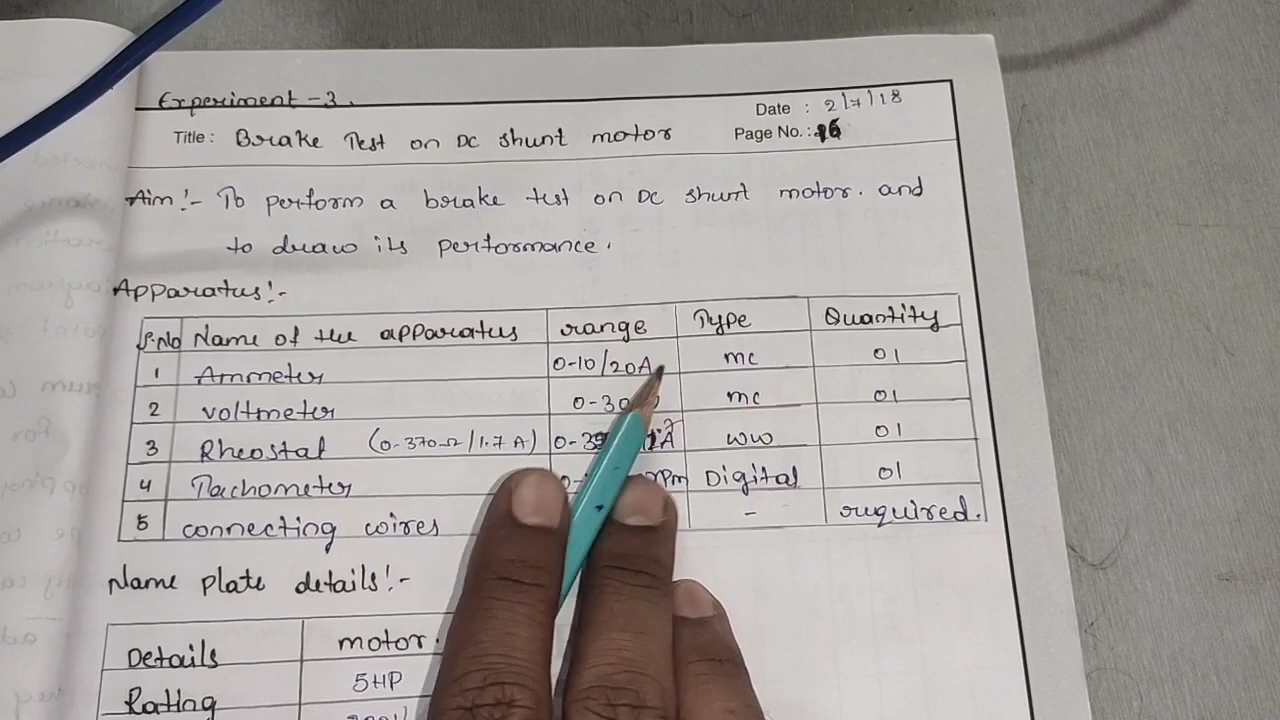 Experiment -3.
Date : 2/7/18
Title: Brake Test on DC shunt motor
Page No.: 16
Aim!- To perform a brake test on DC shunt motor. and
to draw its performance.
Apparatus!-
S.No Name of the apparatus range Type Quantity
1 Ammeter 0-10/20A mc 01
2 voltmeter 0-30 mc 01
3 Rheostat (0-370Ω/1.7A) ww 01
4 Tachometer Digital 01
5 connecting wires - required.
Name plate details!-
Details motor.
Rating 5HP